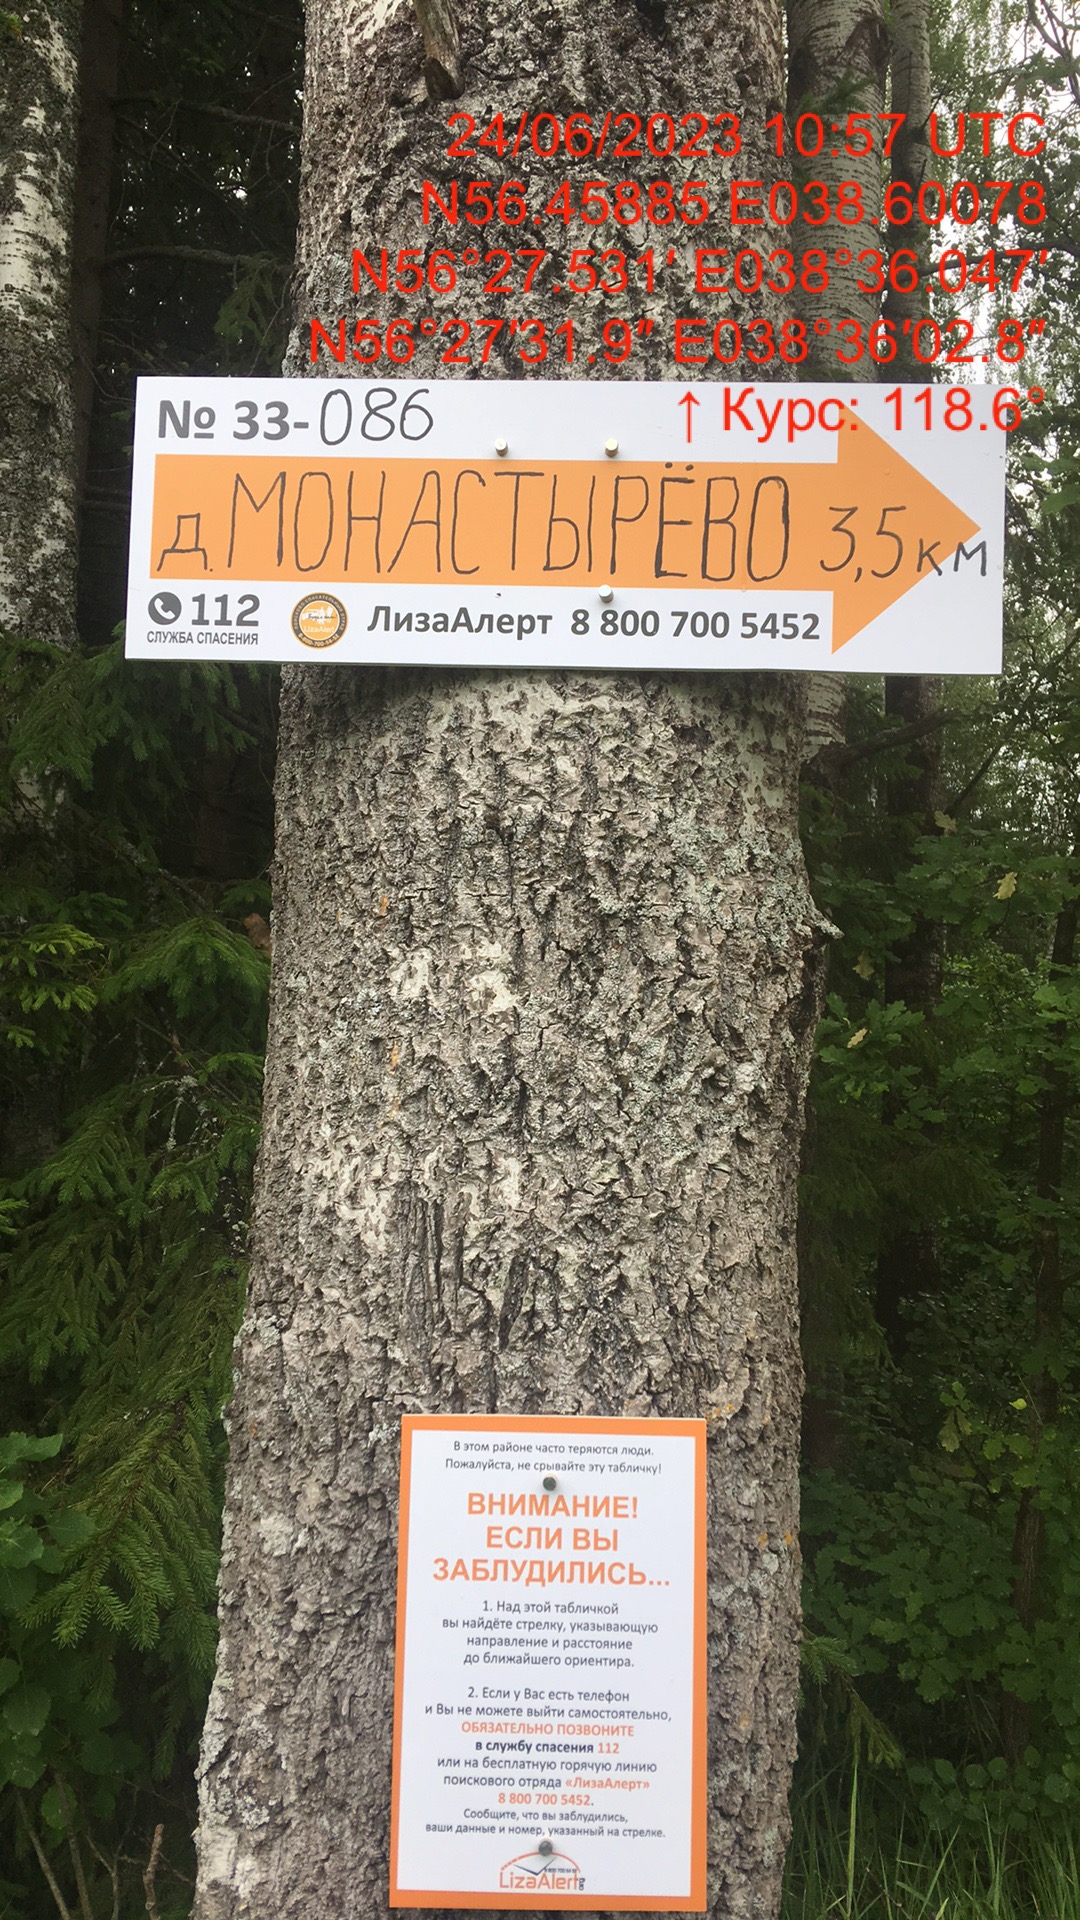 24/06/2023 10:57 UTC
N56.45885 E038.60078
N56°27.531′ E038°36.047′
N56°27′31.9″ E038°36′02.8″
↑ Курс: 118.6°
№ 33-086
д. МОНАСТЫРЁВО 3,5 км
112
СЛУЖБА СПАСЕНИЯ
ЛизаАлерт 8 800 700 5452
В этом районе часто теряются люди.
Пожалуйста, не срывайте эту табличку!
ВНИМАНИЕ!
ЕСЛИ ВЫ
ЗАБЛУДИЛИСЬ...
1. Над этой табличкой
вы найдёте стрелку, указывающую
направление и расстояние
до ближайшего ориентира.
2. Если у Вас есть телефон
и Вы не можете выйти самостоятельно,
ОБЯЗАТЕЛЬНО ПОЗВОНИТЕ
в службу спасения 112
или на бесплатную горячую линию
поискового отряда «ЛизаАлерт»
8 800 700 5452.
Сообщите, что вы заблудились,
ваши данные и номер, указанный на стрелке.
LizaAlert